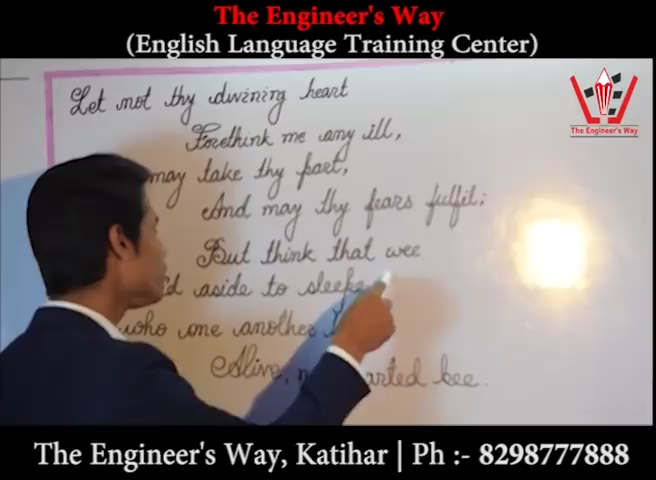 The Engineer's Way
(English Language Training Center)
The Engineer's Way
Let not thy divining heart
Forethink me any ill,
may take thy part,
And may thy fears fulfil;
But think that wee
aside to sleepe
who one another
Alive, bee.
The Engineer's Way, Katihar | Ph :- 8298777888